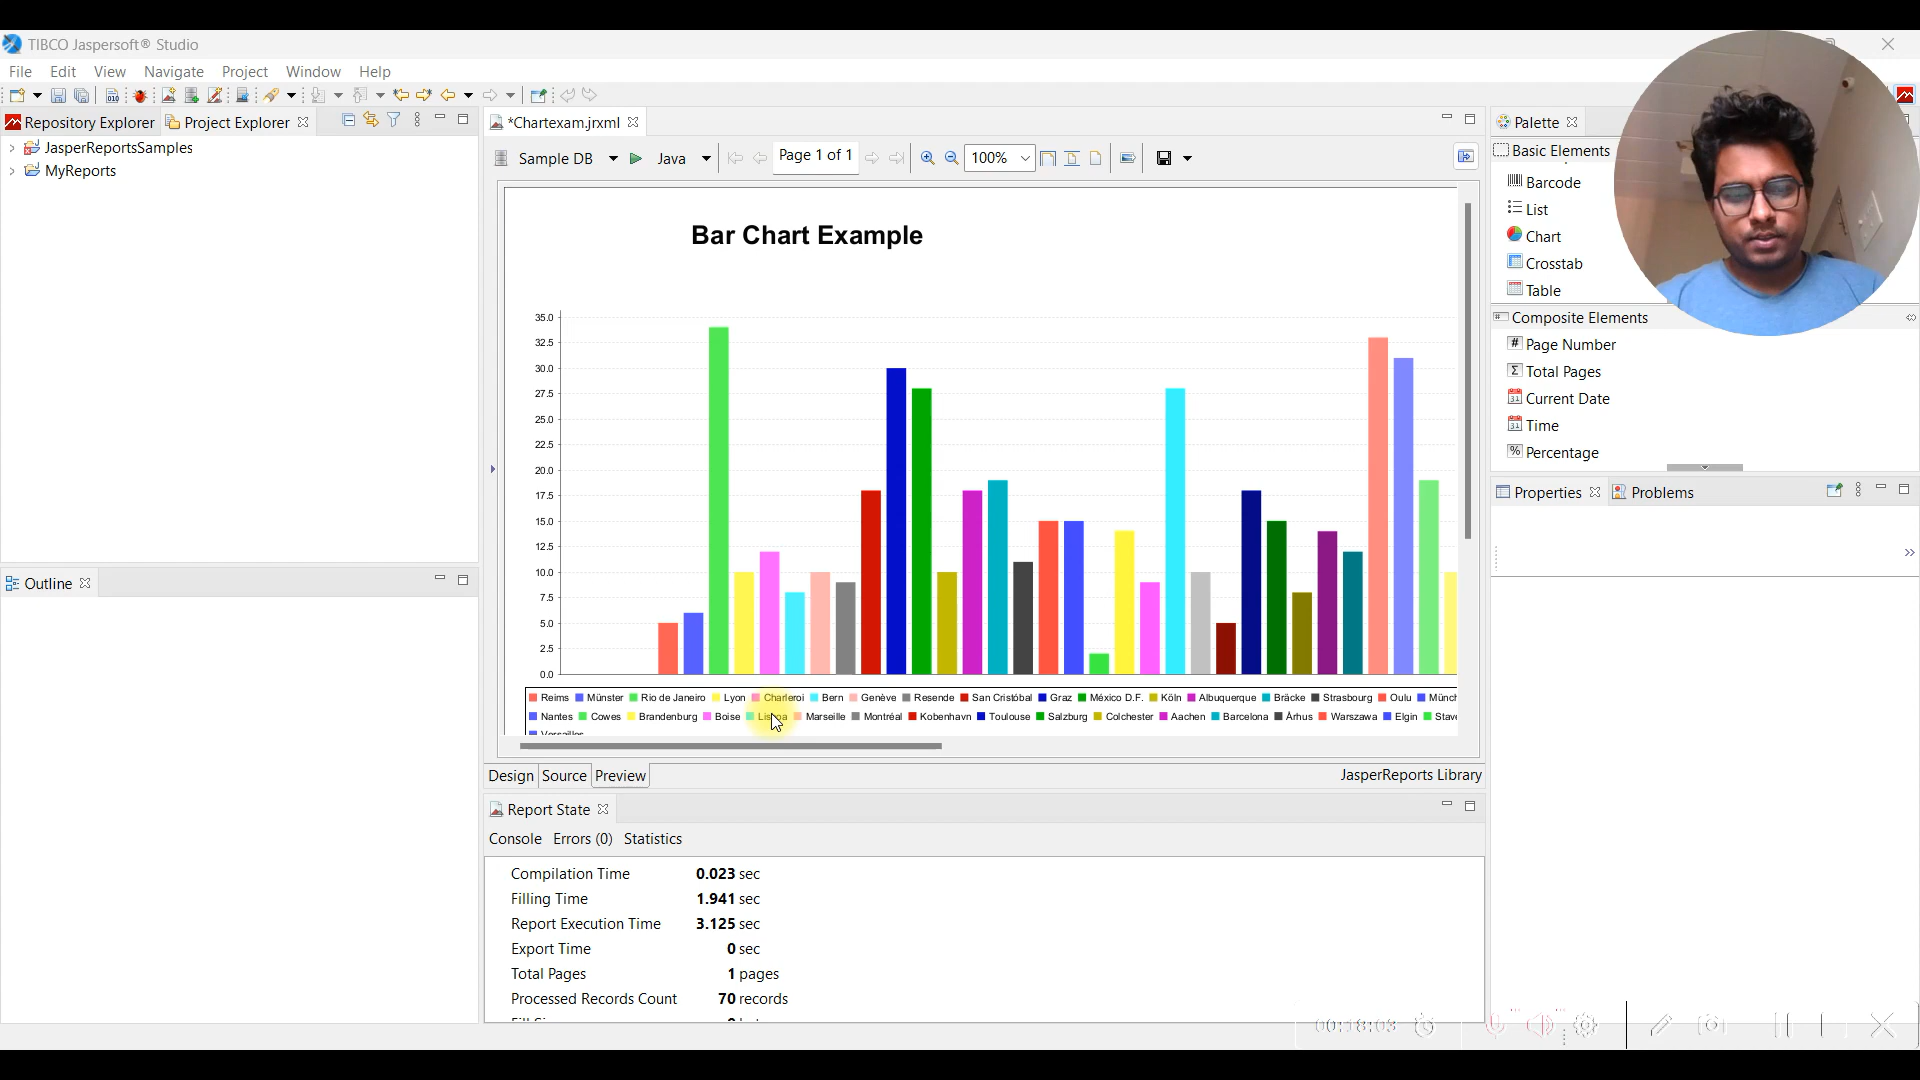 TIBCO Jaspersoft® Studio
File Edit View Navigate Project Window Help
Repository Explorer Project Explorer
JasperReportsSamples
MyReports
Outline
*Chartexam.jrxml
Sample DB Java Page 1 of 1 100%
Bar Chart Example
35.0
32.5
30.0
27.5
25.0
22.5
20.0
17.5
15.0
12.5
10.0
7.5
5.0
2.5
0.0
Reims Münster Rio de Janeiro Lyon Charleroi Bern Genève Resende San Cristóbal Graz México D.F. Köln Albuquerque Bräcke Strasbourg Oulu Münch
Nantes Cowes Brandenburg Boise Lisboa Marseille Montréal Kobenhavn Toulouse Salzburg Colchester Aachen Barcelona Århus Warszawa Elgin Stave
Versailles
Design Source Preview JasperReports Library
Report State
Console Errors (0) Statistics
Compilation Time 0.023 sec
Filling Time 1.941 sec
Report Execution Time 3.125 sec
Export Time 0 sec
Total Pages 1 pages
Processed Records Count 70 records
Palette
Basic Elements
Barcode
List
Chart
Crosstab
Table
Composite Elements
Page Number
Total Pages
Current Date
Time
Percentage
Properties Problems
00:18:03